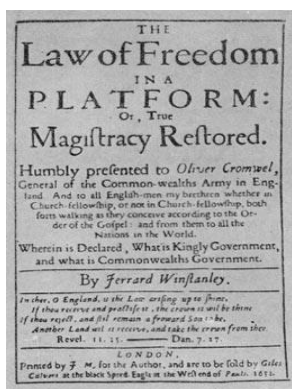 THE
Law of Freedom
IN A
PLATFORM:
Or, True
Magistracy Restored.
Humbly presented to Oliver Cromwel,
General of the Common-wealths Army in Eng-
land. And to all English-men my brethren whether in
Church-fellowship, or not in Church-fellowship, both
sorts walking as they conceive according to the Or-
der of the Gospel: and from them to all the
Nations in the World.
Wherein is Declared, What is Kingly Government,
and what is Commonwealths Government.
By Jerrard Winstanley.
In thee, O England, is the Law arising up to shine,
If thou receive and practise it, the crown it wil be thine
If thou reject, and stil remain a froward Son to be,
Another Land wil it receive, and take the crown from thee.
Revel. 11. 15. Dan. 7. 27.
LONDON,
Printed by J. M. for the Author, and are to be sold by Giles
Calvert at the black Spred-Eagle at the West end of Pauls. 1652.